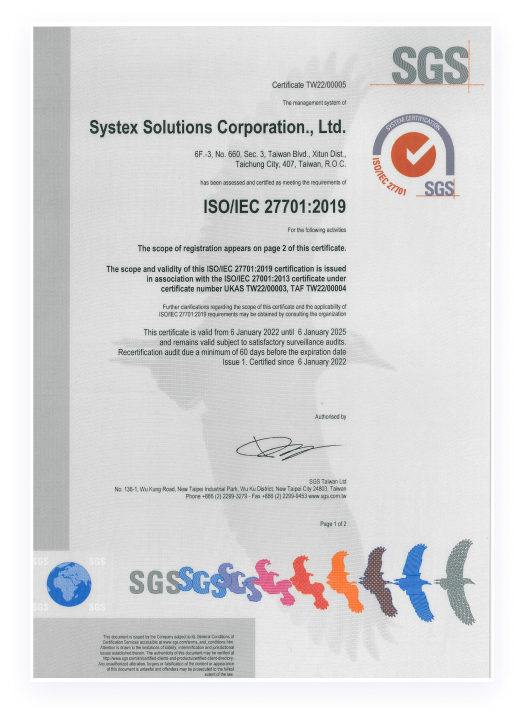 SGS
Certificate TW22/00005
The management system of
Systex Solutions Corporation., Ltd.
6F.-3, No. 660, Sec. 3, Taiwan Blvd., Xitun Dist.,
Taichung City, 407, Taiwan, R.O.C.
has been assessed and certified as meeting the requirements of
ISO/IEC 27701:2019
For the following activities
The scope of registration appears on page 2 of this certificate.
The scope and validity of this ISO/IEC 27701:2019 certification is issued
in association with the ISO/IEC 27001:2013 certificate under
certificate number UKAS TW22/00003, TAF TW22/00004
Further clarifications regarding the scope of this certificate and the applicability of
ISO/IEC 27701:2019 requirements may be obtained by consulting the organization
This certificate is valid from 6 January 2022 until 6 January 2025
and remains valid subject to satisfactory surveillance audits.
Recertification audit due a minimum of 60 days before the expiration date
Issue 1. Certified since 6 January 2022
SYSTEM CERTIFICATION
ISO/IEC 27701
SGS
Authorised by
SGS Taiwan Ltd
No. 136-1, Wu Kung Road, New Taipei Industrial Park, Wu Ku District, New Taipei City 24803, Taiwan
Phone +886 (2) 2299-3279 - Fax +886 (2) 2299-9453 www.sgs.com.tw
Page 1 of 2
SGS SGS
SGS SGS
SGS SGS SGS
This document is issued by the Company subject to its General Conditions of
Certification Services accessible at www.sgs.com/terms_and_conditions.htm.
Attention is drawn to the limitations of liability, indemnification and jurisdictional
issues established therein. The authenticity of this document may be verified at
http://www.sgs.com/en/certified-clients-and-products/certified-client-directory.
Any unauthorized alteration, forgery or falsification of the content or appearance
of this document is unlawful and offenders may be prosecuted to the fullest
extent of the law.